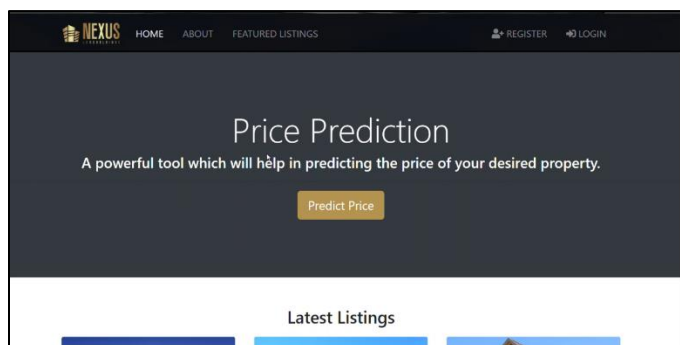 NEXUS HOME ABOUT FEATURED LISTINGS REGISTER LOGIN
Price Prediction
A powerful tool which will help in predicting the price of your desired property.
Predict Price
Latest Listings